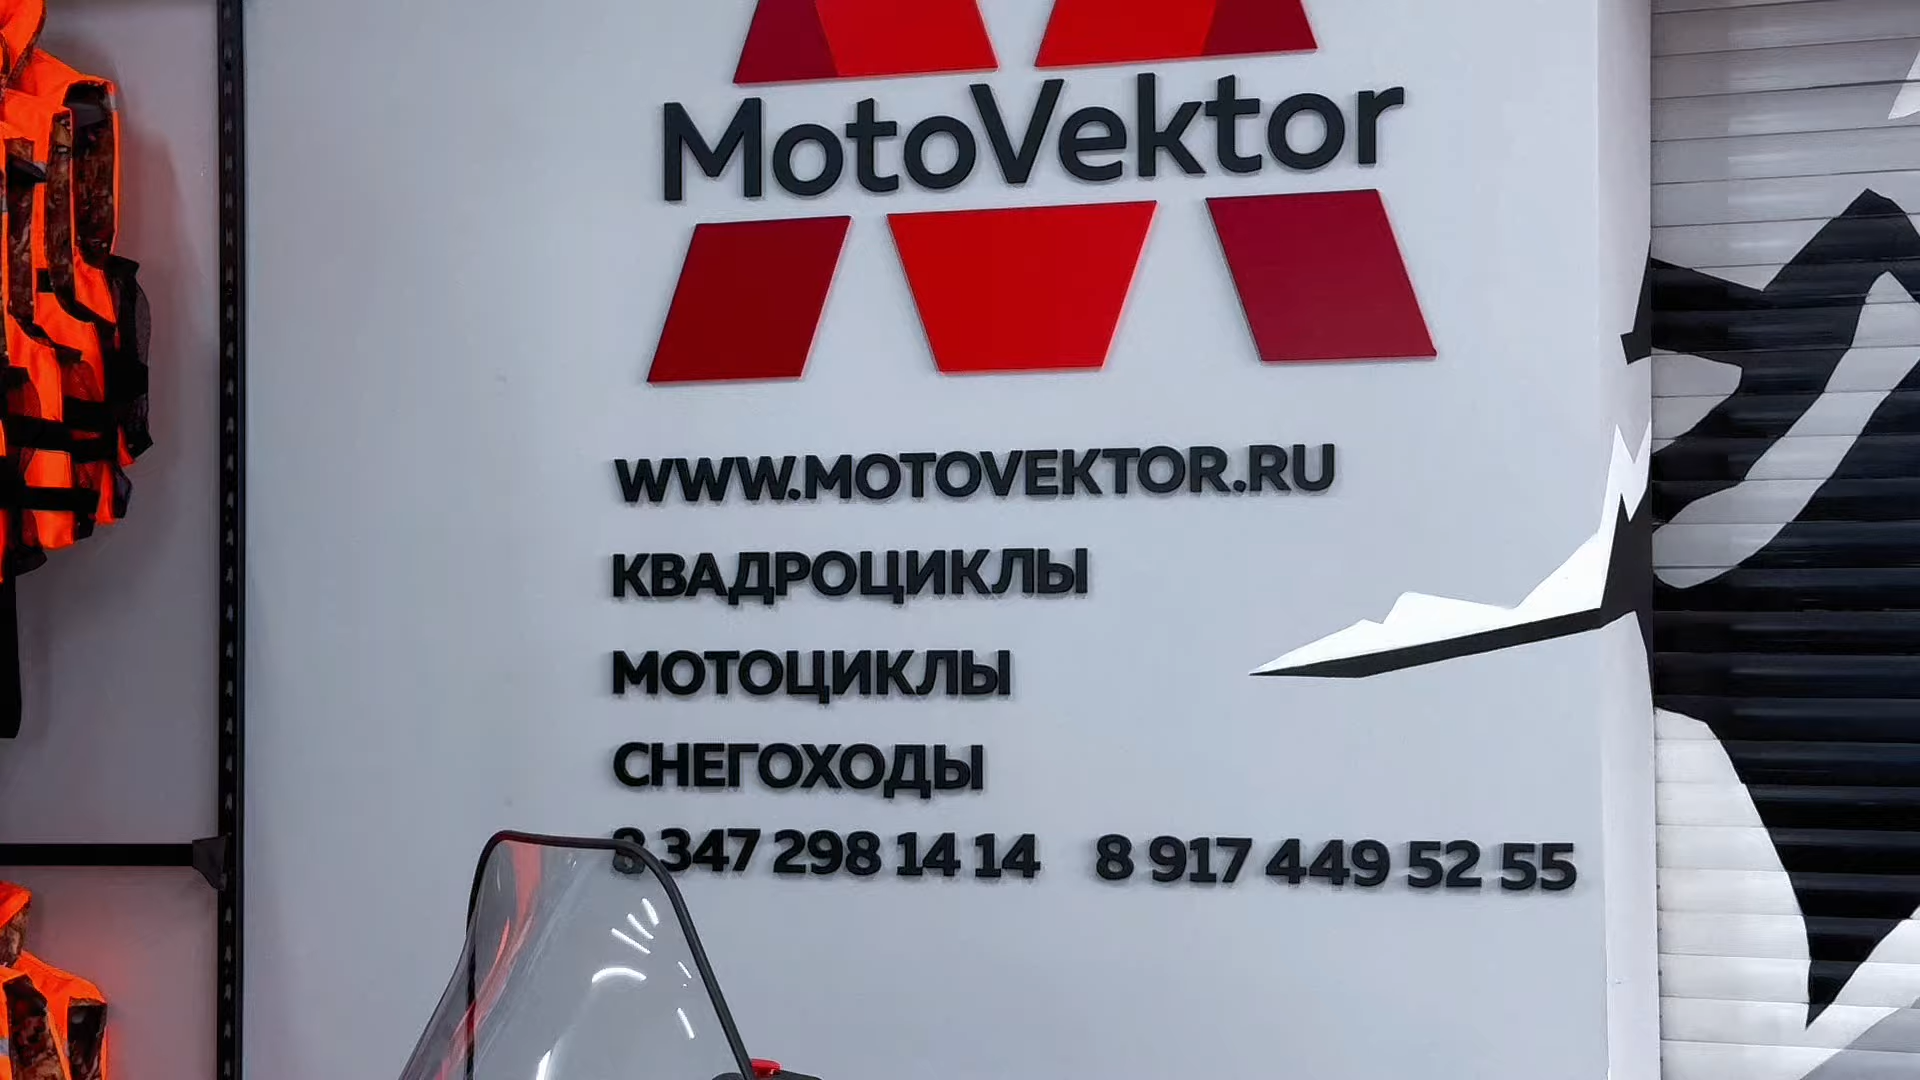 MotoVektor
WWW.MOTOVEKTOR.RU
КВАДРОЦИКЛЫ
МОТОЦИКЛЫ
СНЕГОХОДЫ
8 347 298 14 14 8 917 449 52 55